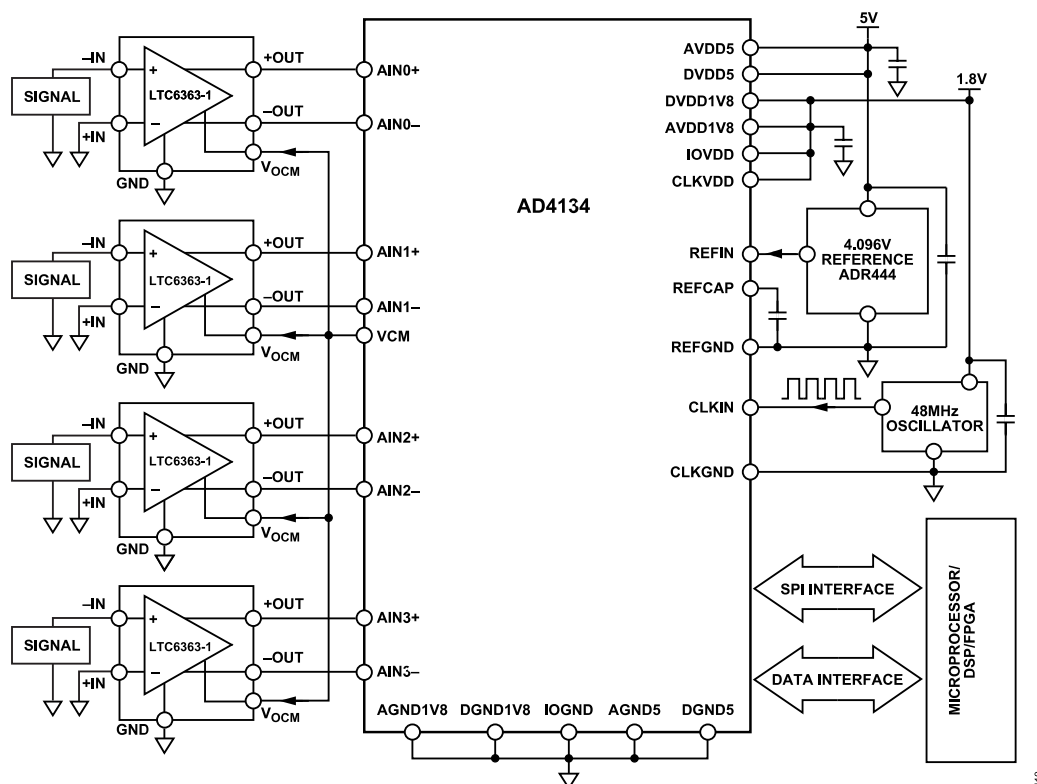 5V
1.8V
–IN
SIGNAL
+IN
GND
+
–
LTC6363-1
+OUT
–OUT
VOCM
–IN
SIGNAL
+IN
GND
+
–
LTC6363-1
+OUT
–OUT
VOCM
–IN
SIGNAL
+IN
GND
+
–
LTC6363-1
+OUT
–OUT
VOCM
–IN
SIGNAL
+IN
GND
+
–
LTC6363-1
+OUT
–OUT
VOCM
AD4134
AIN0+
AIN0–
AIN1+
AIN1–
VCM
AIN2+
AIN2–
AIN3+
AIN3–
AVDD5
DVDD5
DVDD1V8
AVDD1V8
IOVDD
CLKVDD
REFIN
REFCAP
REFGND
CLKIN
CLKGND
AGND1V8
DGND1V8
IOGND
AGND5
DGND5
4.096V
REFERENCE
ADR444
48MHz
OSCILLATOR
SPI INTERFACE
DATA INTERFACE
MICROPROCESSOR/
DSP/FPGA